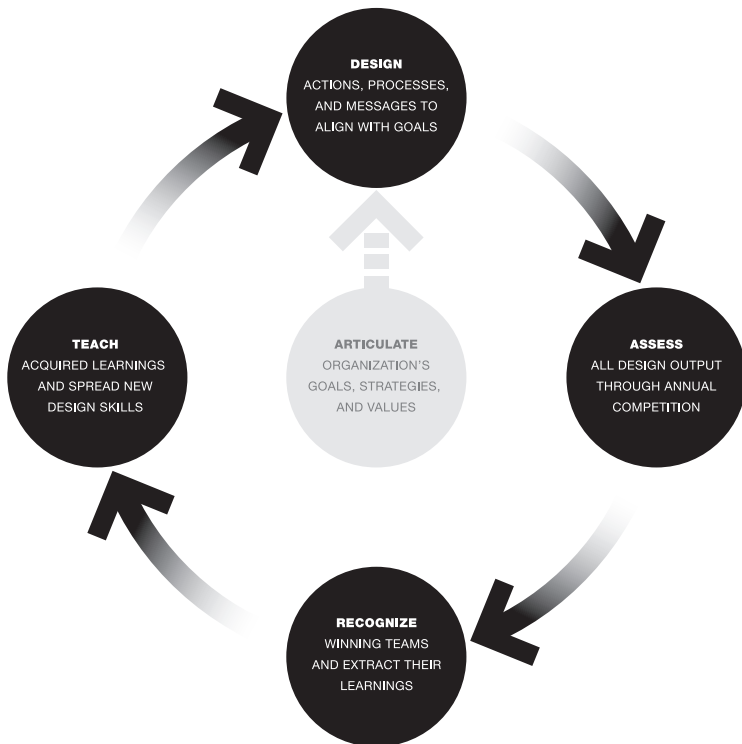 DESIGN
ACTIONS, PROCESSES,
AND MESSAGES TO
ALIGN WITH GOALS
TEACH
ACQUIRED LEARNINGS
AND SPREAD NEW
DESIGN SKILLS
ARTICULATE
ORGANIZATION'S
GOALS, STRATEGIES,
AND VALUES
ASSESS
ALL DESIGN OUTPUT
THROUGH ANNUAL
COMPETITION
RECOGNIZE
WINNING TEAMS
AND EXTRACT THEIR
LEARNINGS